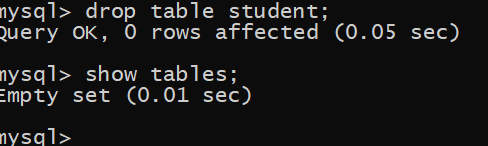 mysql> drop table student;
Query OK, 0 rows affected (0.05 sec)
mysql> show tables;
Empty set (0.01 sec)
mysql>